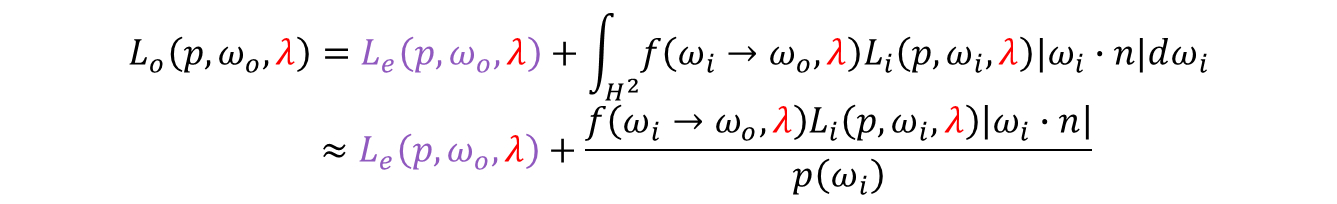 L_o(p, ω_o, λ) = L_e(p, ω_o, λ) + ∫_{H^2} f(ω_i → ω_o, λ)L_i(p, ω_i, λ)|ω_i · n|dω_i
≈ L_e(p, ω_o, λ) + \frac{f(ω_i → ω_o, λ)L_i(p, ω_i, λ)|ω_i · n|}{p(ω_i)}